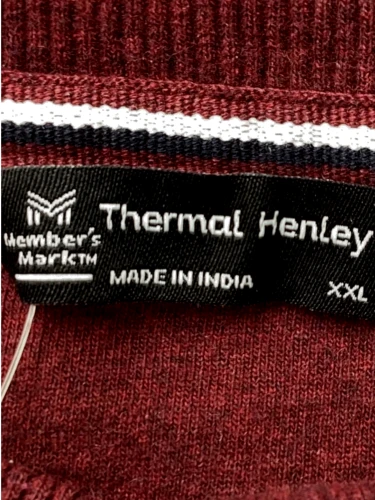 Member's
Mark™
Thermal Henley
MADE IN INDIA
XXL